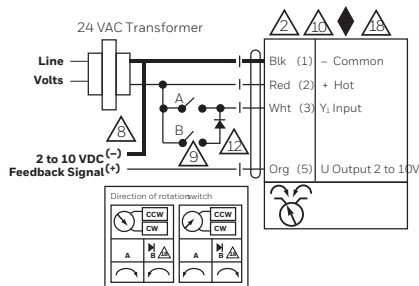 24 VAC Transformer
2 10 18
Line
Volts
Blk (1) – Common
Red (2) + Hot
A
Wht (3) Y₁ Input
8
B
9
12
2 to 10 VDC (–)
Feedback Signal (+)
Org (5) U Output 2 to 10V
Direction of rotation switch
CCW CCW
CW CW
A B 18 A B 18